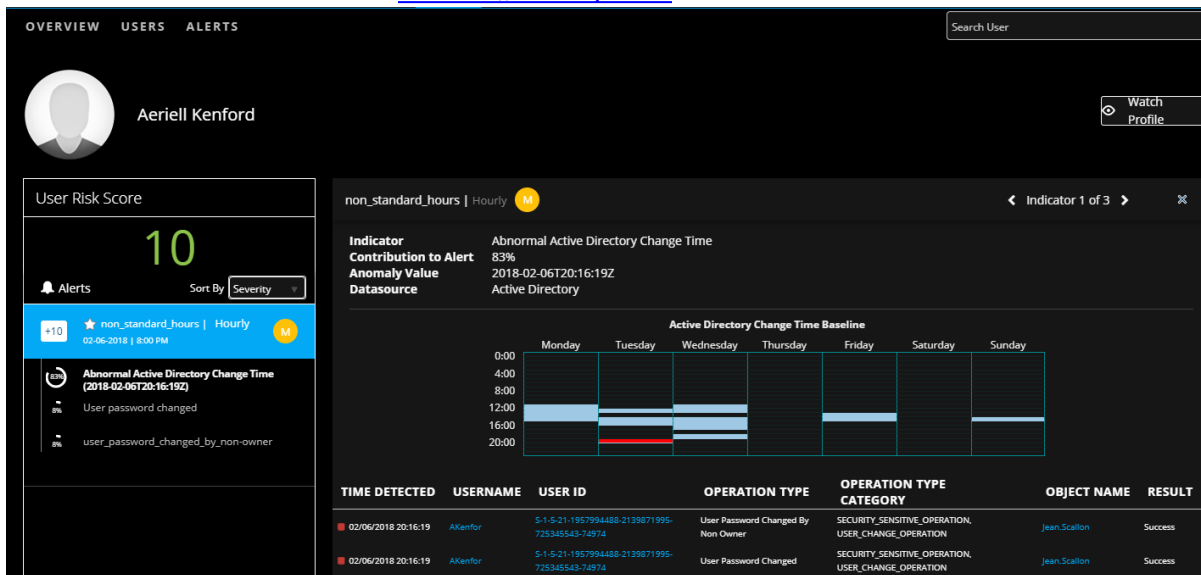 OVERVIEW USERS ALERTS
Search User
Aeriell Kenford
Watch
Profile
User Risk Score
10
Alerts
Sort By Severity
+10
non_standard_hours | Hourly
02-06-2018 | 8:00 PM
M
83%
Abnormal Active Directory Change Time
(2018-02-06T20:16:19Z)
8%
User password changed
8%
user_password_changed_by_non-owner
non_standard_hours | Hourly M
Indicator 1 of 3
Indicator Abnormal Active Directory Change Time
Contribution to Alert 83%
Anomaly Value 2018-02-06T20:16:19Z
Datasource Active Directory
Active Directory Change Time Baseline
Monday Tuesday Wednesday Thursday Friday Saturday Sunday
0:00
4:00
8:00
12:00
16:00
20:00
TIME DETECTED USERNAME USER ID OPERATION TYPE OPERATION TYPE CATEGORY OBJECT NAME RESULT
02/06/2018 20:16:19 AKenfor S-1-5-21-1957994488-2139871995-725345543-74974 User Password Changed By Non Owner SECURITY_SENSITIVE_OPERATION, USER_CHANGE_OPERATION Jean.Scallon Success
02/06/2018 20:16:19 AKenfor S-1-5-21-1957994488-2139871995-725345543-74974 User Password Changed SECURITY_SENSITIVE_OPERATION, USER_CHANGE_OPERATION Jean.Scallon Success